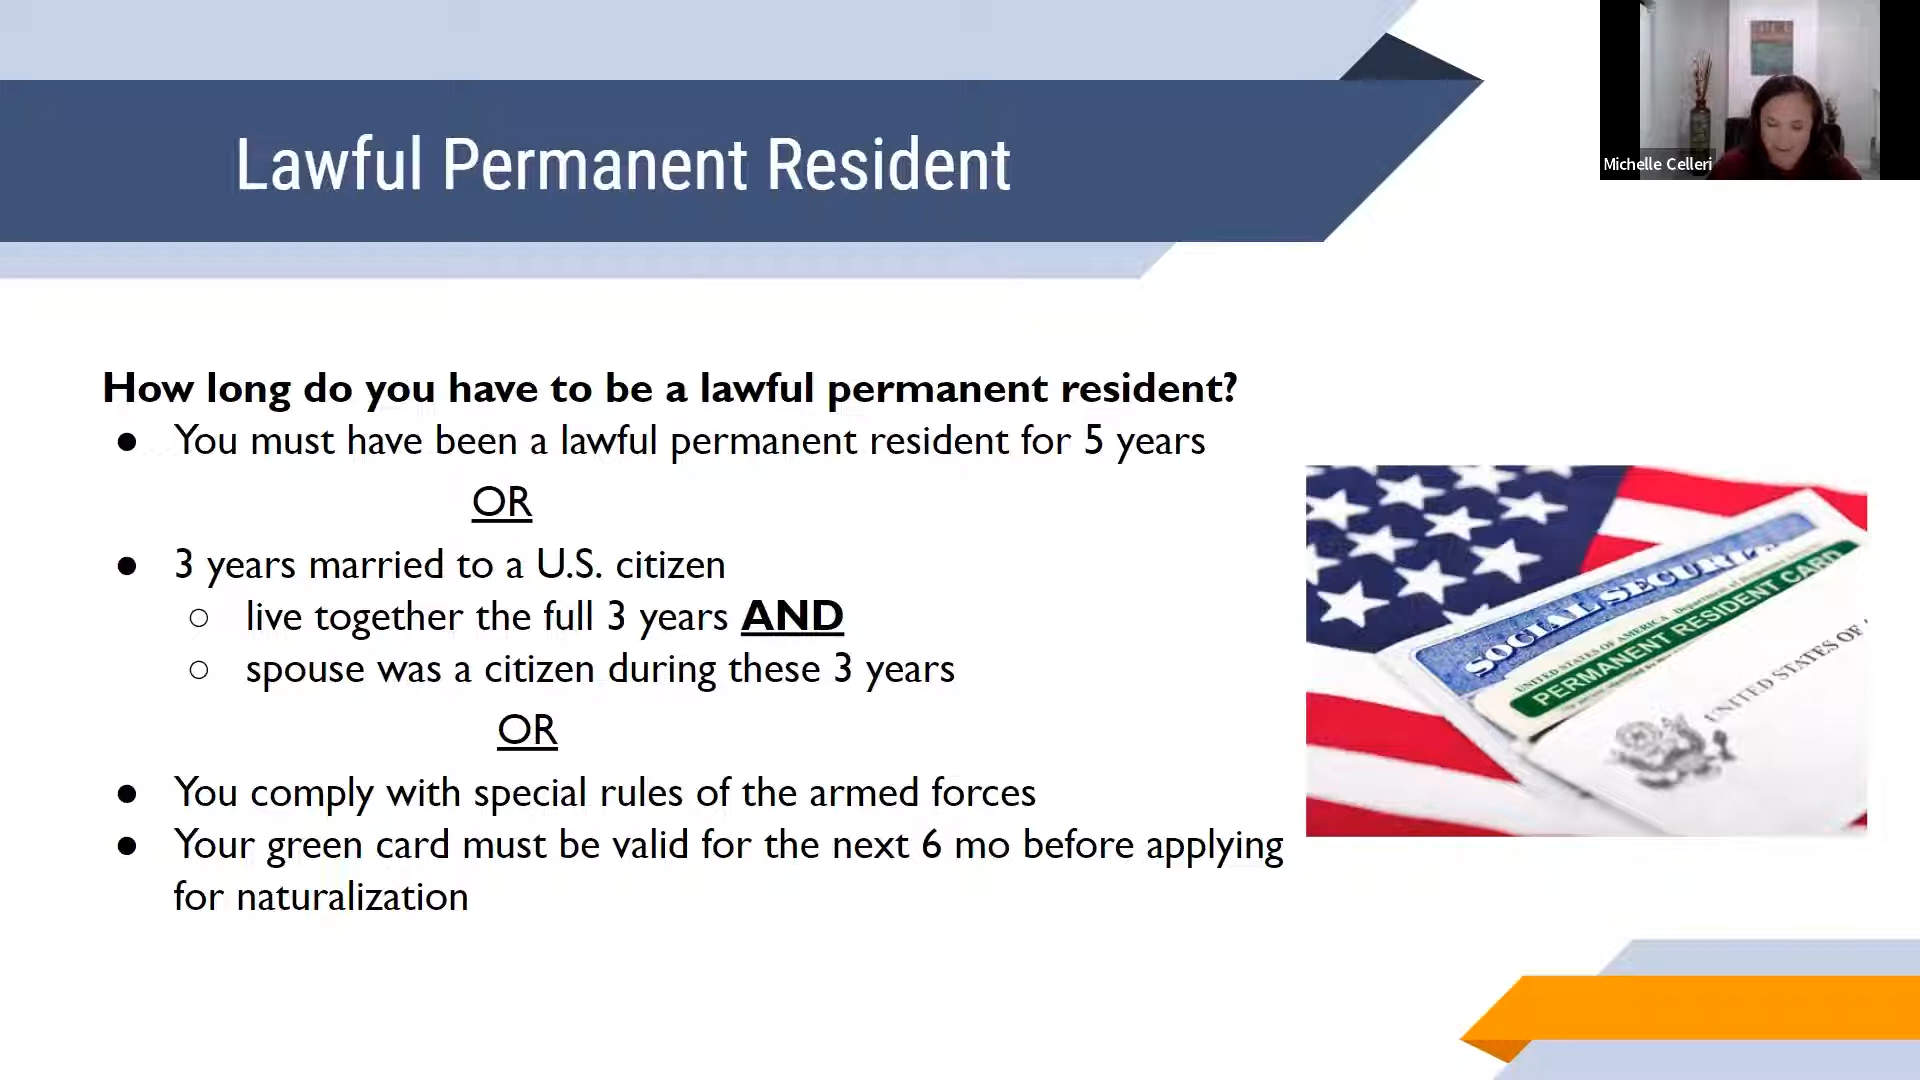 Lawful Permanent Resident
Michelle Celleri
How long do you have to be a lawful permanent resident?
● You must have been a lawful permanent resident for 5 years
OR
● 3 years married to a U.S. citizen
○ live together the full 3 years AND
○ spouse was a citizen during these 3 years
OR
● You comply with special rules of the armed forces
● Your green card must be valid for the next 6 mo before applying
for naturalization
SOCIAL SECURITY
UNITED STATES OF AMERICA
PERMANENT RESIDENT CARD
UNITED STATES OF